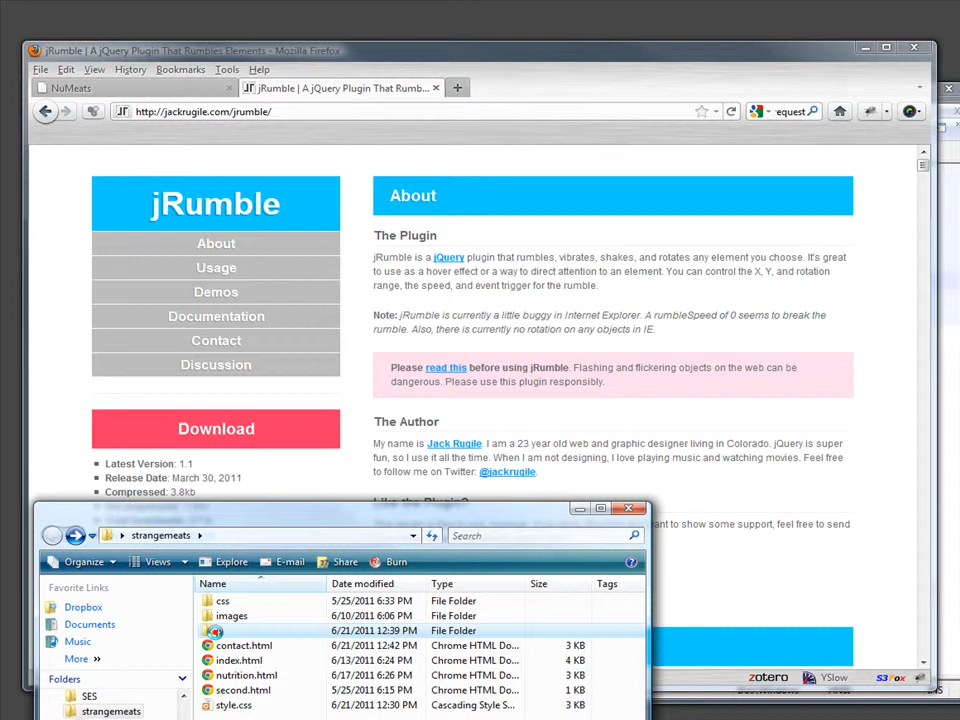 jRumble | A jQuery Plugin That Rumbles Elements - Mozilla Firefox
File Edit View History Bookmarks Tools Help
NuMeats
jRumble | A jQuery Plugin That Rumb...
http://jackrugile.com/jrumble/
request
jRumble
About
Usage
Demos
Documentation
Contact
Discussion
Download
Latest Version: 1.1
Release Date: March 30, 2011
Compressed: 3.8kb
About
The Plugin
jRumble is a jQuery plugin that rumbles, vibrates, shakes, and rotates any element you choose. It's great
to use as a hover effect or a way to direct attention to an element. You can control the X, Y, and rotation
range, the speed, and event trigger for the rumble.
Note: jRumble is currently a little buggy in Internet Explorer. A rumbleSpeed of 0 seems to break the
rumble. Also, there is currently no rotation on any objects in IE.
Please read this before using jRumble. Flashing and flickering objects on the web can be
dangerous. Please use this plugin responsibly.
The Author
My name is Jack Rugile. I am a 23 year old web and graphic designer living in Colorado. jQuery is super
fun, so I use it all the time. When I am not designing, I love playing music and watching movies. Feel free
to follow me on Twitter: @jackrugile.
Like the Plugin?
want to show some support, feel free to send
strangemeats
Search
Organize Views Explore E-mail Share Burn
Favorite Links
Dropbox
Documents
Music
More »
Folders
SES
strangemeats
Name Date modified Type Size Tags
css 5/25/2011 6:33 PM File Folder
images 6/10/2011 6:06 PM File Folder
6/21/2011 12:39 PM File Folder
contact.html 6/21/2011 12:42 PM Chrome HTML Do... 3 KB
index.html 6/13/2011 6:24 PM Chrome HTML Do... 4 KB
nutrition.html 6/17/2011 6:26 PM Chrome HTML Do... 3 KB
second.html 5/25/2011 6:15 PM Chrome HTML Do... 1 KB
style.css 6/21/2011 12:30 PM Cascading Style S... 3 KB
zotero YSlow S3Fox